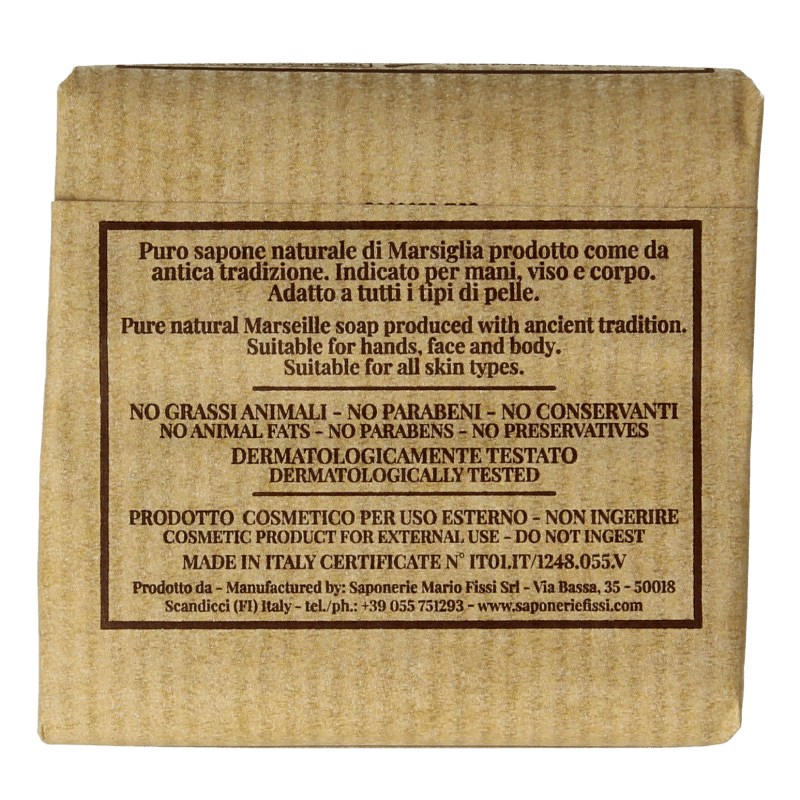 Puro sapone naturale di Marsiglia prodotto come da
antica tradizione. Indicato per mani, viso e corpo.
Adatto a tutti i tipi di pelle.
Pure natural Marseille soap produced with ancient tradition.
Suitable for hands, face and body.
Suitable for all skin types.
NO GRASSI ANIMALI - NO PARABENI - NO CONSERVANTI
NO ANIMAL FATS - NO PARABENS - NO PRESERVATIVES
DERMATOLOGICAMENTE TESTATO
DERMATOLOGICALLY TESTED
PRODOTTO COSMETICO PER USO ESTERNO - NON INGERIRE
COSMETIC PRODUCT FOR EXTERNAL USE - DO NOT INGEST
MADE IN ITALY CERTIFICATE N° IT01.IT/1248.055.V
Prodotto da - Manufactured by: Saponerie Mario Fissi Srl - Via Bassa, 35 - 50018
Scandicci (FI) Italy - tel./ph.: +39 055 751293 - www.saponeriefissi.com